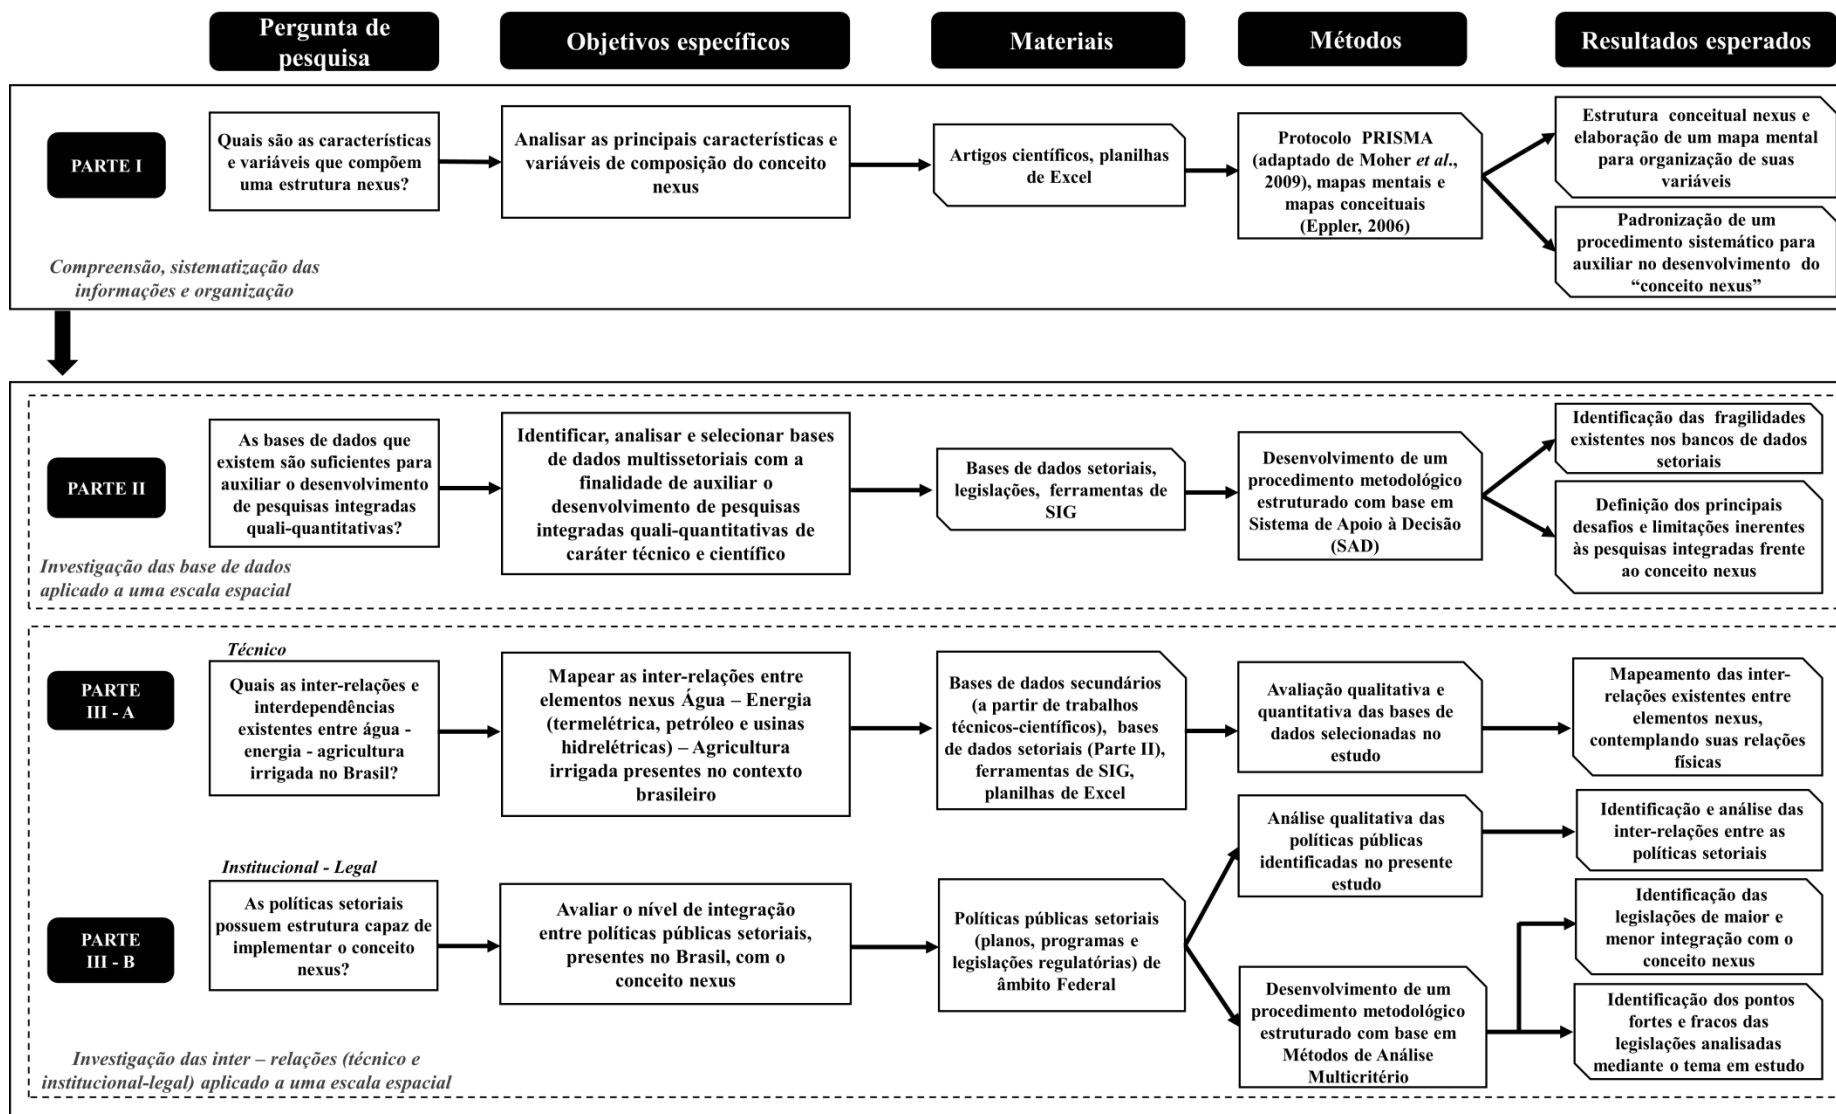 Pergunta de
pesquisa
Objetivos específicos
Materiais
Métodos
Resultados esperados
PARTE I
Quais são as características
e variáveis que compõem
uma estrutura nexus?
Analisar as principais características e
variáveis de composição do conceito
nexus
Artigos científicos, planilhas
de Excel
Protocolo PRISMA
(adaptado de Moher et al.,
2009), mapas mentais e
mapas conceituais
(Eppler, 2006)
Estrutura conceitual nexus e
elaboração de um mapa mental
para organização de suas
variáveis
Padronização de um
procedimento sistemático para
auxiliar no desenvolvimento do
“conceito nexus”
Compreensão, sistematização das
informações e organização
PARTE II
As bases de dados que
existem são suficientes para
auxiliar o desenvolvimento
de pesquisas integradas
quali-quantitativas?
Identificar, analisar e selecionar bases
de dados multissetoriais com a
finalidade de auxiliar o
desenvolvimento de pesquisas
integradas quali-quantitativas de
caráter técnico e científico
Bases de dados setoriais,
legislações, ferramentas de
SIG
Desenvolvimento de um
procedimento metodológico
estruturado com base em
Sistema de Apoio à Decisão
(SAD)
Identificação das fragilidades
existentes nos bancos de dados
setoriais
Definição dos principais
desafios e limitações inerentes
às pesquisas integradas frente
ao conceito nexus
Investigação das base de dados
aplicado a uma escala espacial
PARTE
III - A
Técnico
Quais as inter-relações e
interdependências
existentes entre água -
energia - agricultura
irrigada no Brasil?
Mapear as inter-relações entre
elementos nexus Água – Energia
(termelétrica, petróleo e usinas
hidrelétricas) – Agricultura
irrigada presentes no contexto
brasileiro
Bases de dados secundários
(a partir de trabalhos
técnicos-científicos), bases
de dados setoriais (Parte II),
ferramentas de SIG,
planilhas de Excel
Avaliação qualitativa e
quantitativa das bases de
dados selecionadas no
estudo
Mapeamento das inter-
relações existentes entre
elementos nexus,
contemplando suas relações
físicas
PARTE
III - B
Institucional - Legal
As políticas setoriais
possuem estrutura capaz de
implementar o conceito
nexus?
Avaliar o nível de integração
entre políticas públicas setoriais,
presentes no Brasil, com o
conceito nexus
Políticas públicas setoriais
(planos, programas e
legislações regulatórias) de
âmbito Federal
Análise qualitativa das
políticas públicas
identificadas no presente
estudo
Desenvolvimento de um
procedimento metodológico
estruturado com base em
Métodos de Análise
Multicritério
Identificação e análise das
inter-relações entre as
políticas setoriais
Identificação das
legislações de maior e
menor integração com o
conceito nexus
Identificação dos pontos
fortes e fracos das
legislações analisadas
mediante o tema em estudo
Investigação das inter – relações (técnico e
institucional-legal) aplicado a uma escala espacial